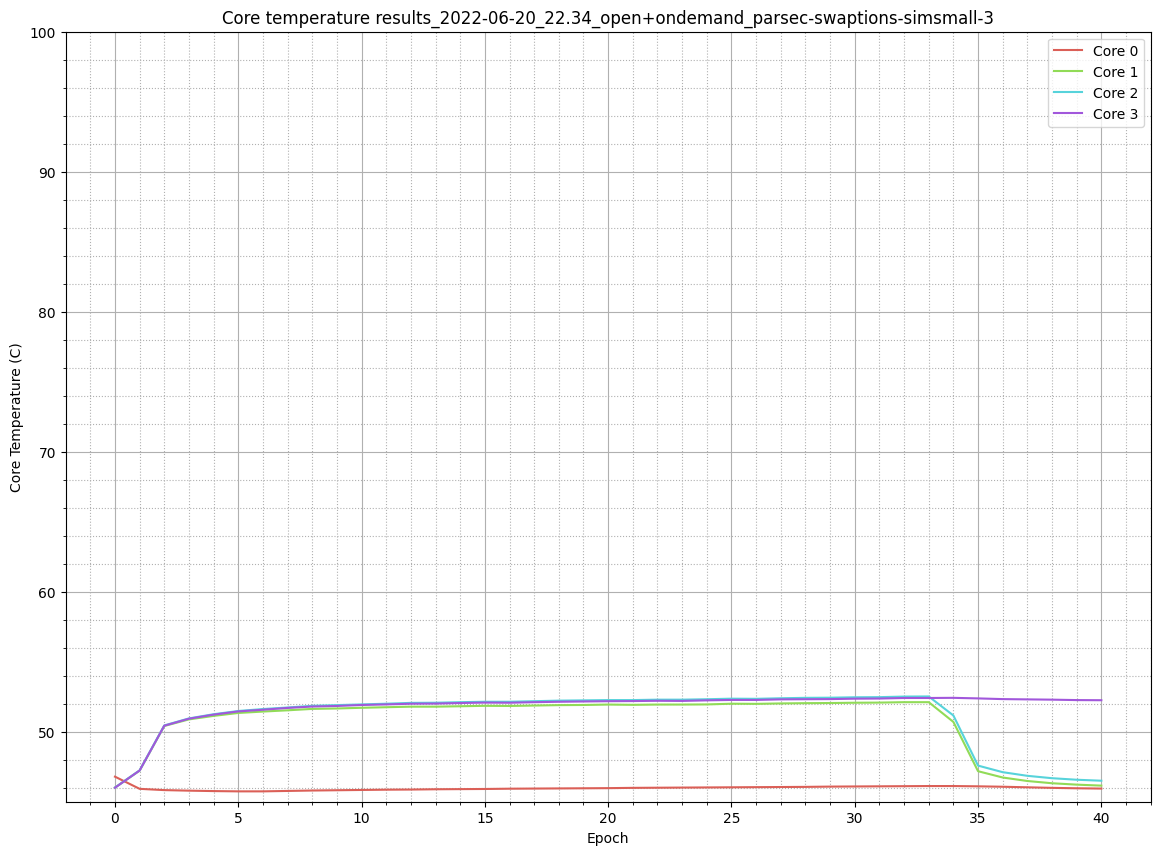 Core temperature results_2022-06-20_22.34_open+ondemand_parsec-swaptions-simsmall-3
Core 0
Core 1
Core 2
Core 3
Core Temperature (C)
100
90
80
70
60
50
0 5 10 15 20 25 30 35 40
Epoch